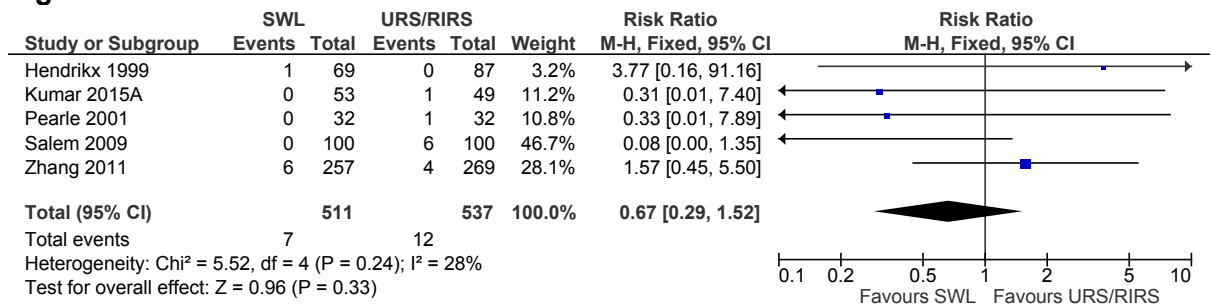 SWL URS/RIRS Risk Ratio Risk Ratio
Study or Subgroup Events Total Events Total Weight M-H, Fixed, 95% CI M-H, Fixed, 95% CI
Hendrikx 1999 1 69 0 87 3.2% 3.77 [0.16, 91.16]
Kumar 2015A 0 53 1 49 11.2% 0.31 [0.01, 7.40]
Pearle 2001 0 32 1 32 10.8% 0.33 [0.01, 7.89]
Salem 2009 0 100 6 100 46.7% 0.08 [0.00, 1.35]
Zhang 2011 6 257 4 269 28.1% 1.57 [0.45, 5.50]
Total (95% CI) 511 537 100.0% 0.67 [0.29, 1.52]
Total events 7 12
Heterogeneity: Chi² = 5.52, df = 4 (P = 0.24); I² = 28%
Test for overall effect: Z = 0.96 (P = 0.33)
0.1 0.2 0.5 1 2 5 10
Favours SWL Favours URS/RIRS